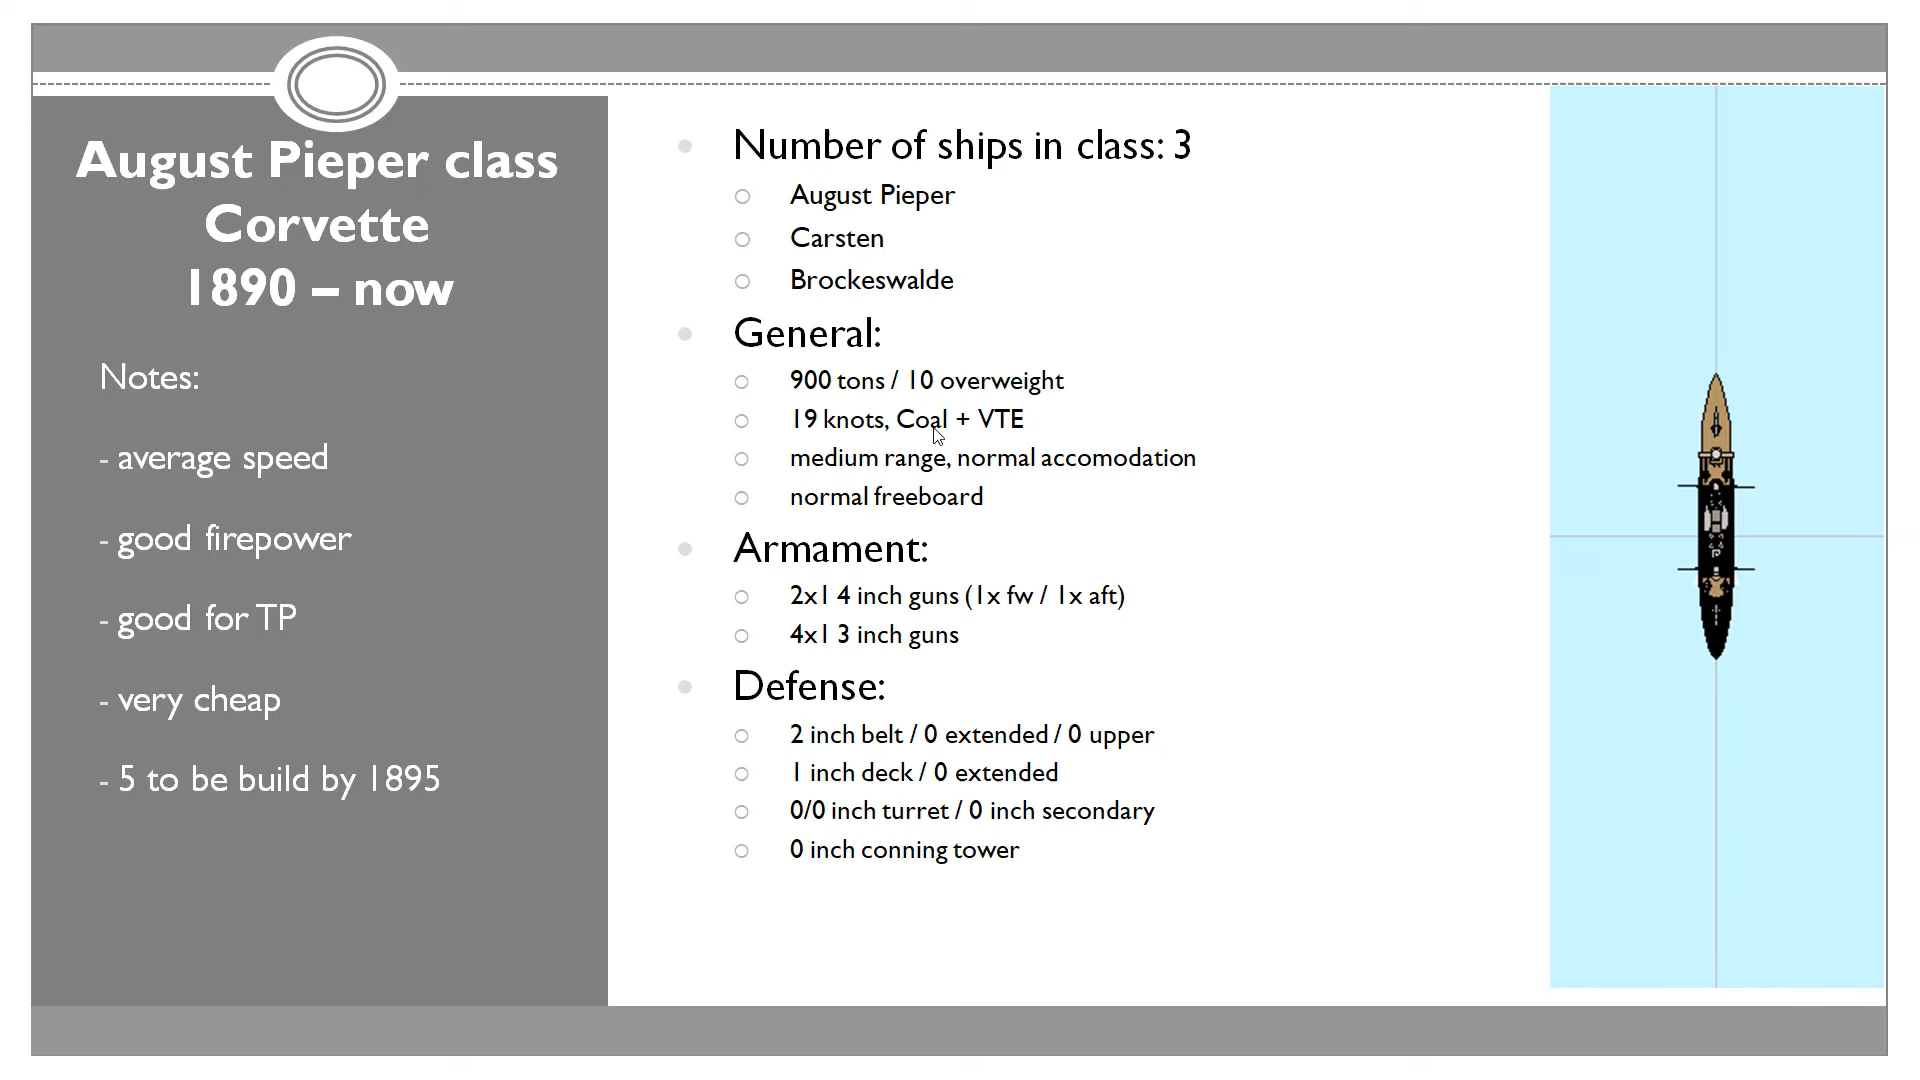 August Pieper class
Corvette
1890 – now
Notes:
- average speed
- good firepower
- good for TP
- very cheap
- 5 to be build by 1895
Number of ships in class: 3
August Pieper
Carsten
Brockeswalde
General:
900 tons / 10 overweight
19 knots, Coal + VTE
medium range, normal accomodation
normal freeboard
Armament:
2x1 4 inch guns (1x fw / 1x aft)
4x1 3 inch guns
Defense:
2 inch belt / 0 extended / 0 upper
1 inch deck / 0 extended
0/0 inch turret / 0 inch secondary
0 inch conning tower